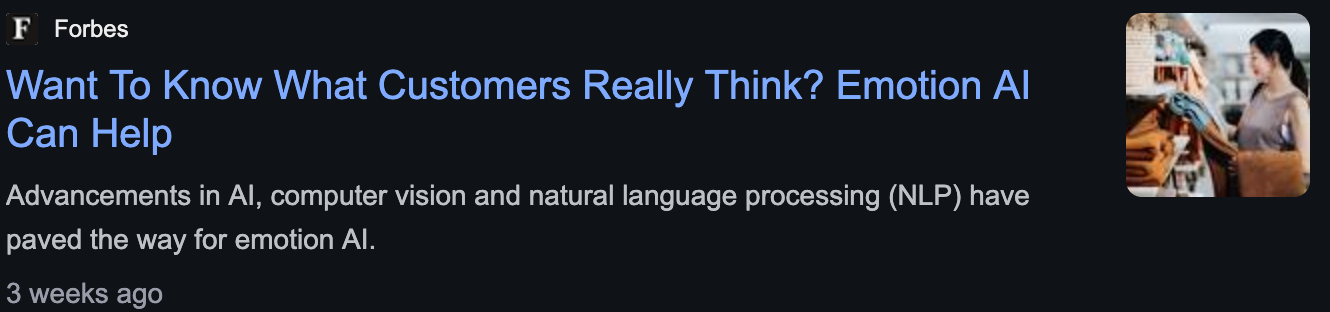 F Forbes
Want To Know What Customers Really Think? Emotion AI
Can Help
Advancements in AI, computer vision and natural language processing (NLP) have
paved the way for emotion AI.
3 weeks ago